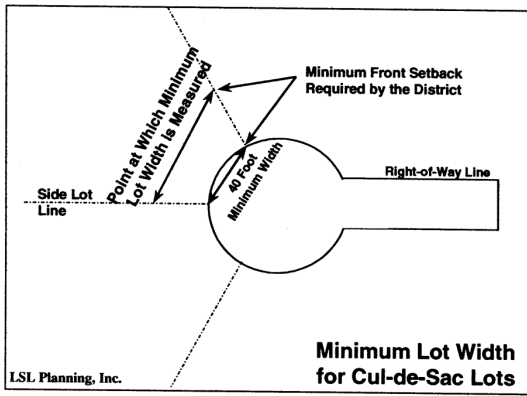 Point at Which Minimum
Lot Width is Measured
Minimum Front Setback
Required by the District
40 Foot
Minimum Width
Right-of-Way Line
Side Lot
Line
Minimum Lot Width
for Cul-de-Sac Lots
LSL Planning, Inc.